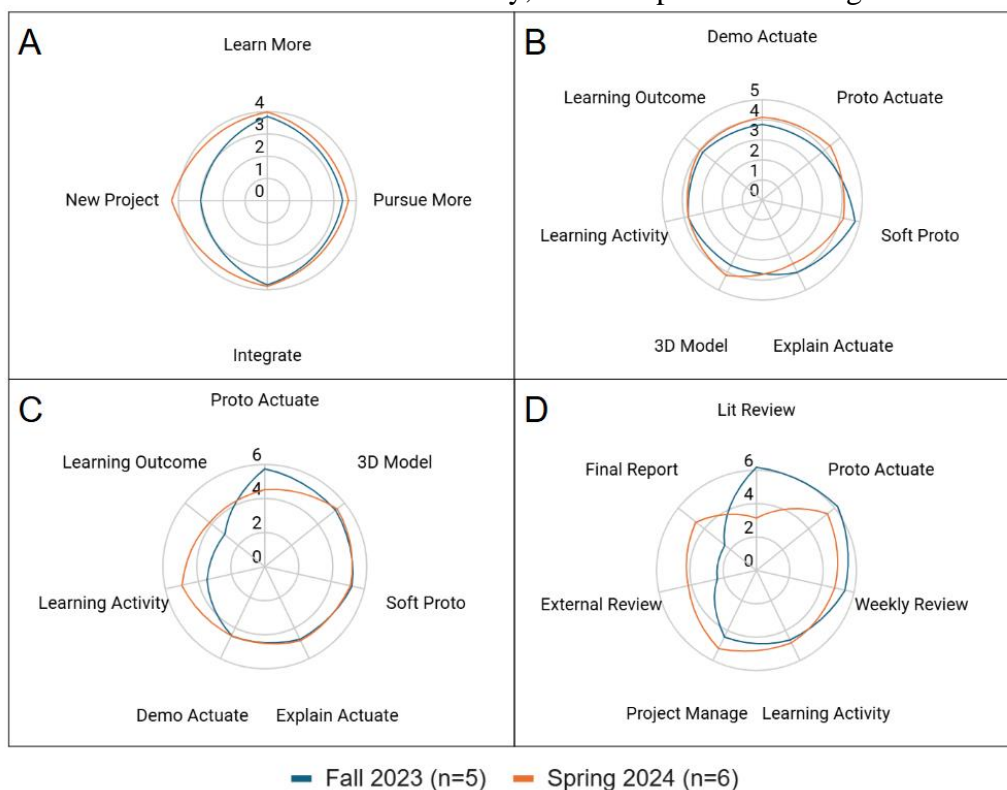 A
Learn More
4
3
2
1
0
New Project
Pursue More
Integrate
B
Demo Actuate
Learning Outcome
5
Proto Actuate
4
3
2
1
0
Learning Activity
Soft Proto
3D Model
Explain Actuate
C
Proto Actuate
Learning Outcome
6
3D Model
4
2
0
Learning Activity
Soft Proto
Demo Actuate
Explain Actuate
D
Lit Review
Final Report
6
Proto Actuate
4
2
0
External Review
Weekly Review
Project Manage
Learning Activity
Fall 2023 (n=5)
Spring 2024 (n=6)